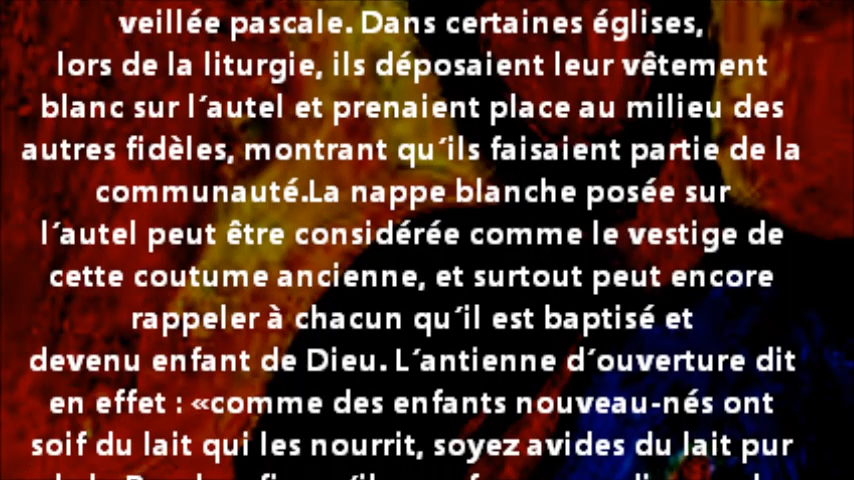 veillée pascale. Dans certaines églises,
lors de la liturgie, ils déposaient leur vêtement
blanc sur l´autel et prenaient place au milieu des
autres fidèles, montrant qu´ils faisaient partie de la
communauté.La nappe blanche posée sur
l´autel peut être considérée comme le vestige de
cette coutume ancienne, et surtout peut encore
rappeler à chacun qu´il est baptisé et
devenu enfant de Dieu. L´antienne d´ouverture dit
en effet : «comme des enfants nouveau-nés ont
soif du lait qui les nourrit, soyez avides du lait pur